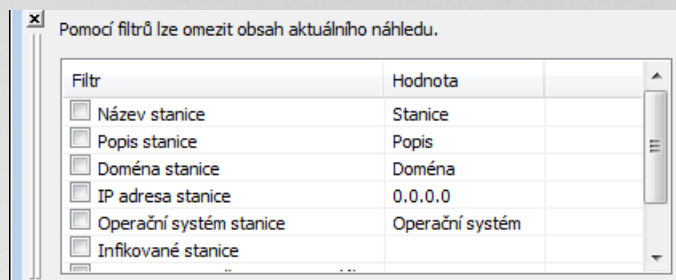 Pomocí filtrů lze omezit obsah aktuálního náhledu.
Filtr Hodnota
Název stanice Stanice
Popis stanice Popis
Doména stanice Doména
IP adresa stanice 0.0.0.0
Operační systém stanice Operační systém
Infikované stanice